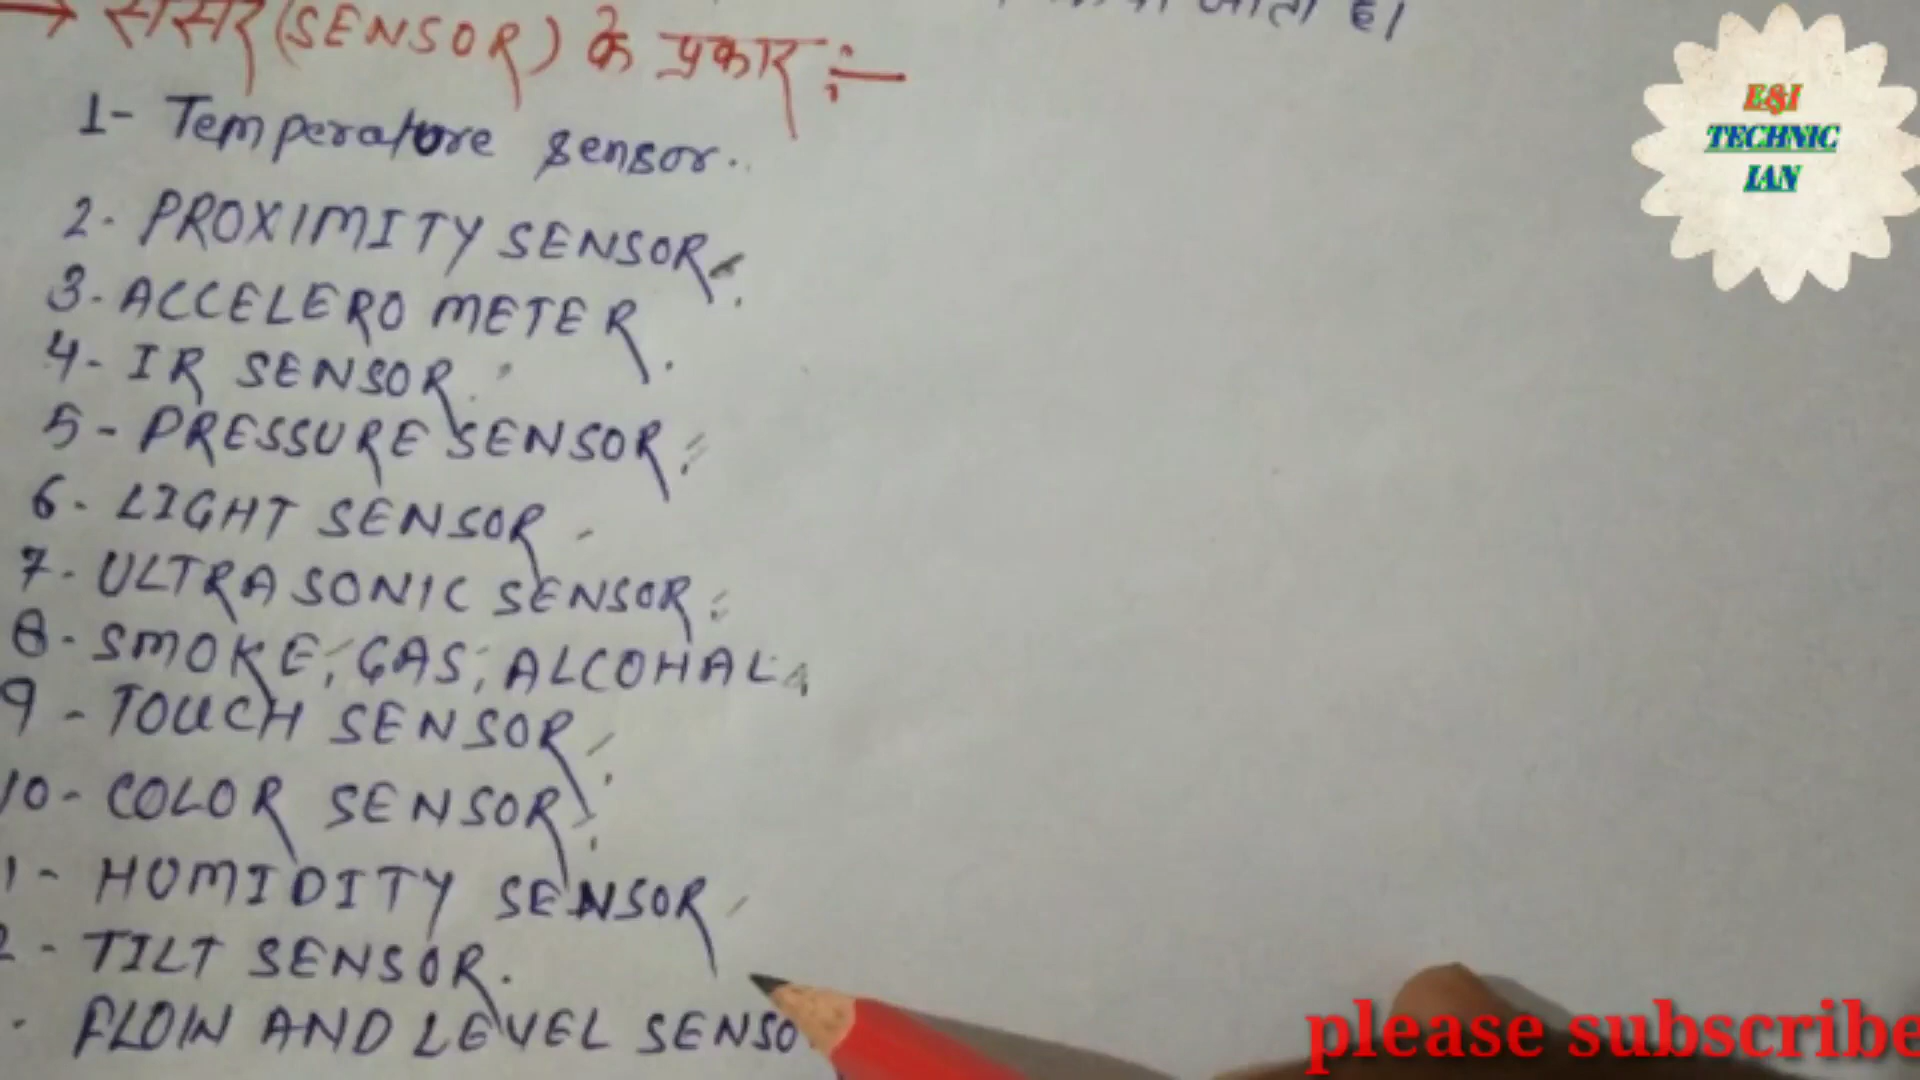 जाता है।
→ सेंसर (SENSOR) के प्रकार :-
1- Temperature sensor.
2- PROXIMITY SENSOR.
3- ACCELERO METER.
4- IR SENSOR.
5- PRESSURE SENSOR.
6- LIGHT SENSOR
7- ULTRASONIC SENSOR.
8- SMOKE, GAS, ALCOHAL,
9- TOUCH SENSOR.
10- COLOR SENSOR.
1- HUMIDITY SENSOR
2- TILT SENSOR.
- FLOW AND LEVEL SENSO
E&I
TECHNIC
IAN
please subscribe